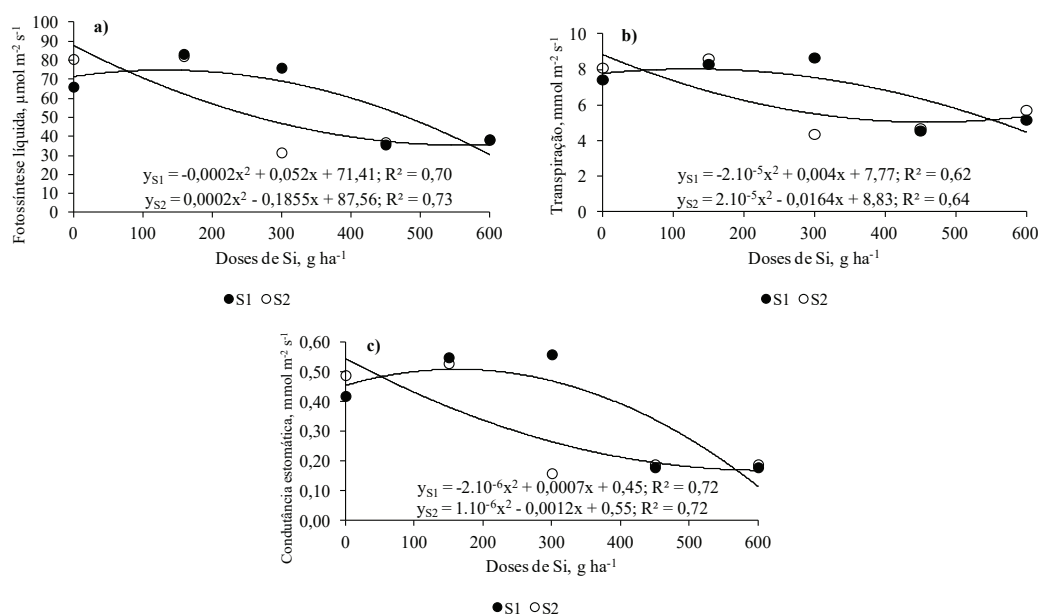 a)
Fotossíntese líquida, µmol m⁻² s⁻¹
100
90
80
70
60
50
40
30
20
10
0
y_S1 = -0,0002x² + 0,052x + 71,41; R² = 0,70
y_S2 = 0,0002x² - 0,1855x + 87,56; R² = 0,73
0 100 200 300 400 500 600
Doses de Si, g ha⁻¹
S1 S2
b)
Transpiração, mmol m⁻² s⁻¹
10
8
6
4
2
0
y_S1 = -2.10⁻⁵x² + 0,004x + 7,77; R² = 0,62
y_S2 = 2.10⁻⁵x² - 0,0164x + 8,83; R² = 0,64
0 100 200 300 400 500 600
Doses de Si, g ha⁻¹
S1 S2
c)
Condutância estomática, mmol m⁻² s⁻¹
0,60
0,50
0,40
0,30
0,20
0,10
0,00
y_S1 = -2.10⁻⁶x² + 0,0007x + 0,45; R² = 0,72
y_S2 = 1.10⁻⁶x² - 0,0012x + 0,55; R² = 0,72
0 100 200 300 400 500 600
Doses de Si, g ha⁻¹
S1 S2